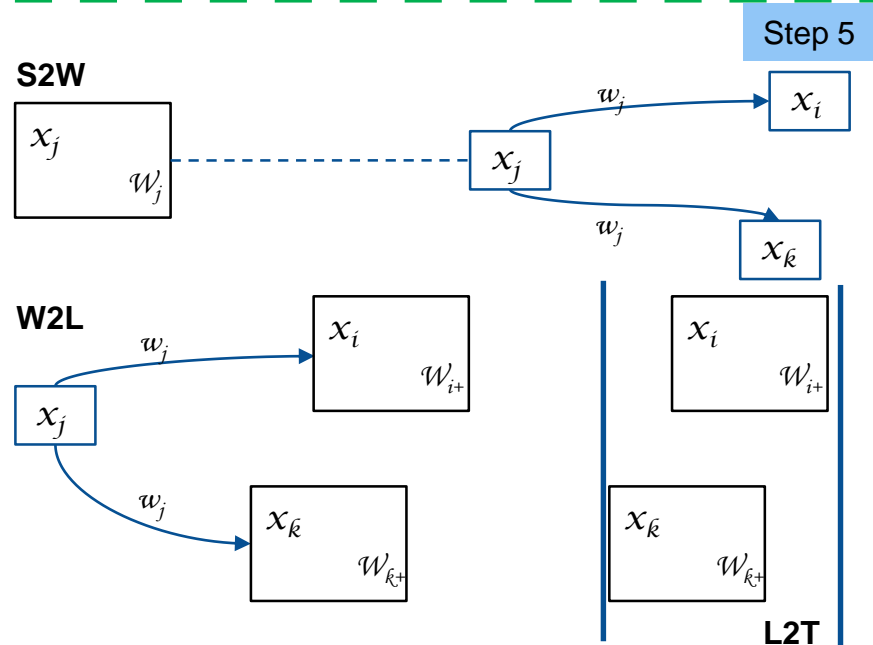 Step 5
S2W
x_j
W_j
x_j
w_j
x_i
w_j
x_k
W2L
x_j
w_j
x_i
W_{i+}
w_j
x_k
W_{k+}
x_i
W_{i+}
x_k
W_{k+}
L2T